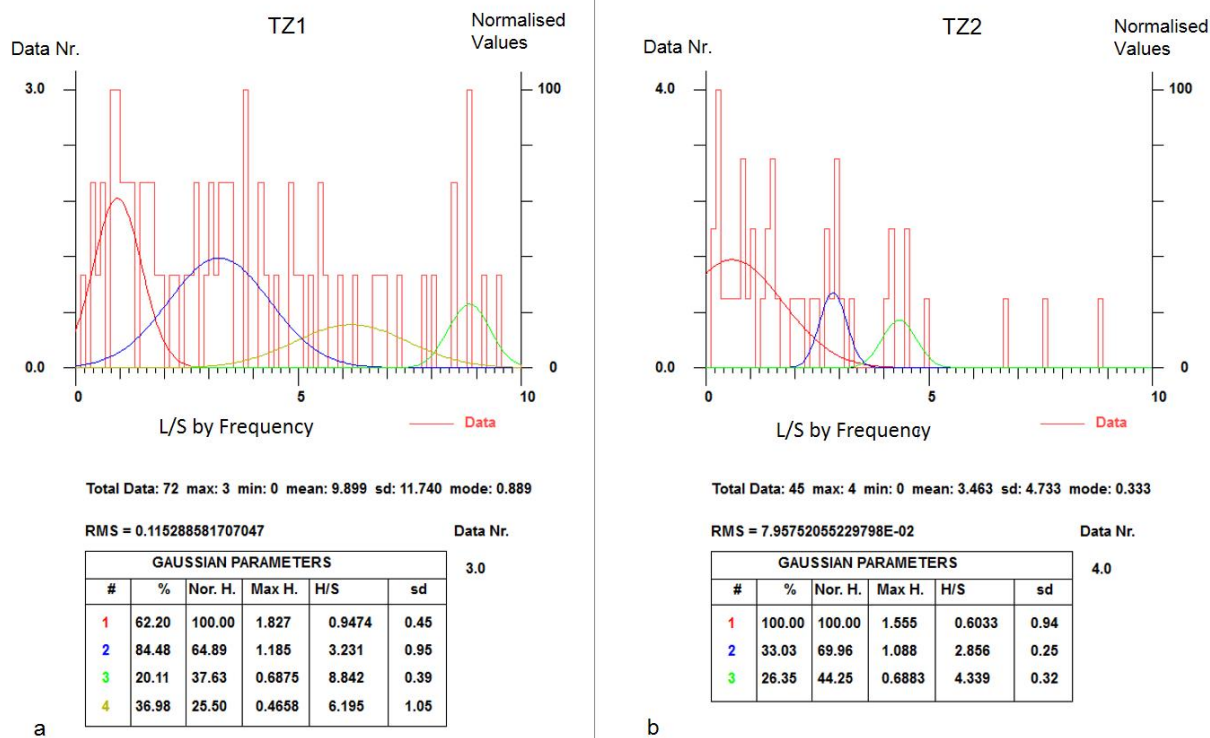 TZ1
Normalised
Values
Data Nr.
3.0
100
0.0
0
0
5
10
L/S by Frequency
Data
Total Data: 72 max: 3 min: 0 mean: 9.899 sd: 11.740 mode: 0.889
RMS = 0.115288581707047
Data Nr.
3.0
GAUSSIAN PARAMETERS
# % Nor. H. Max H. H/S sd
1 62.20 100.00 1.827 0.9474 0.45
2 84.48 64.89 1.185 3.231 0.95
3 20.11 37.63 0.6875 8.842 0.39
4 36.98 25.50 0.4658 6.195 1.05
a
TZ2
Normalised
Values
Data Nr.
4.0
100
0.0
0
0
5
10
L/S by Frequency
Data
Total Data: 45 max: 4 min: 0 mean: 3.463 sd: 4.733 mode: 0.333
RMS = 7.95752055229798E-02
Data Nr.
4.0
GAUSSIAN PARAMETERS
# % Nor. H. Max H. H/S sd
1 100.00 100.00 1.555 0.6033 0.94
2 33.03 69.96 1.088 2.856 0.25
3 26.35 44.25 0.6883 4.339 0.32
b